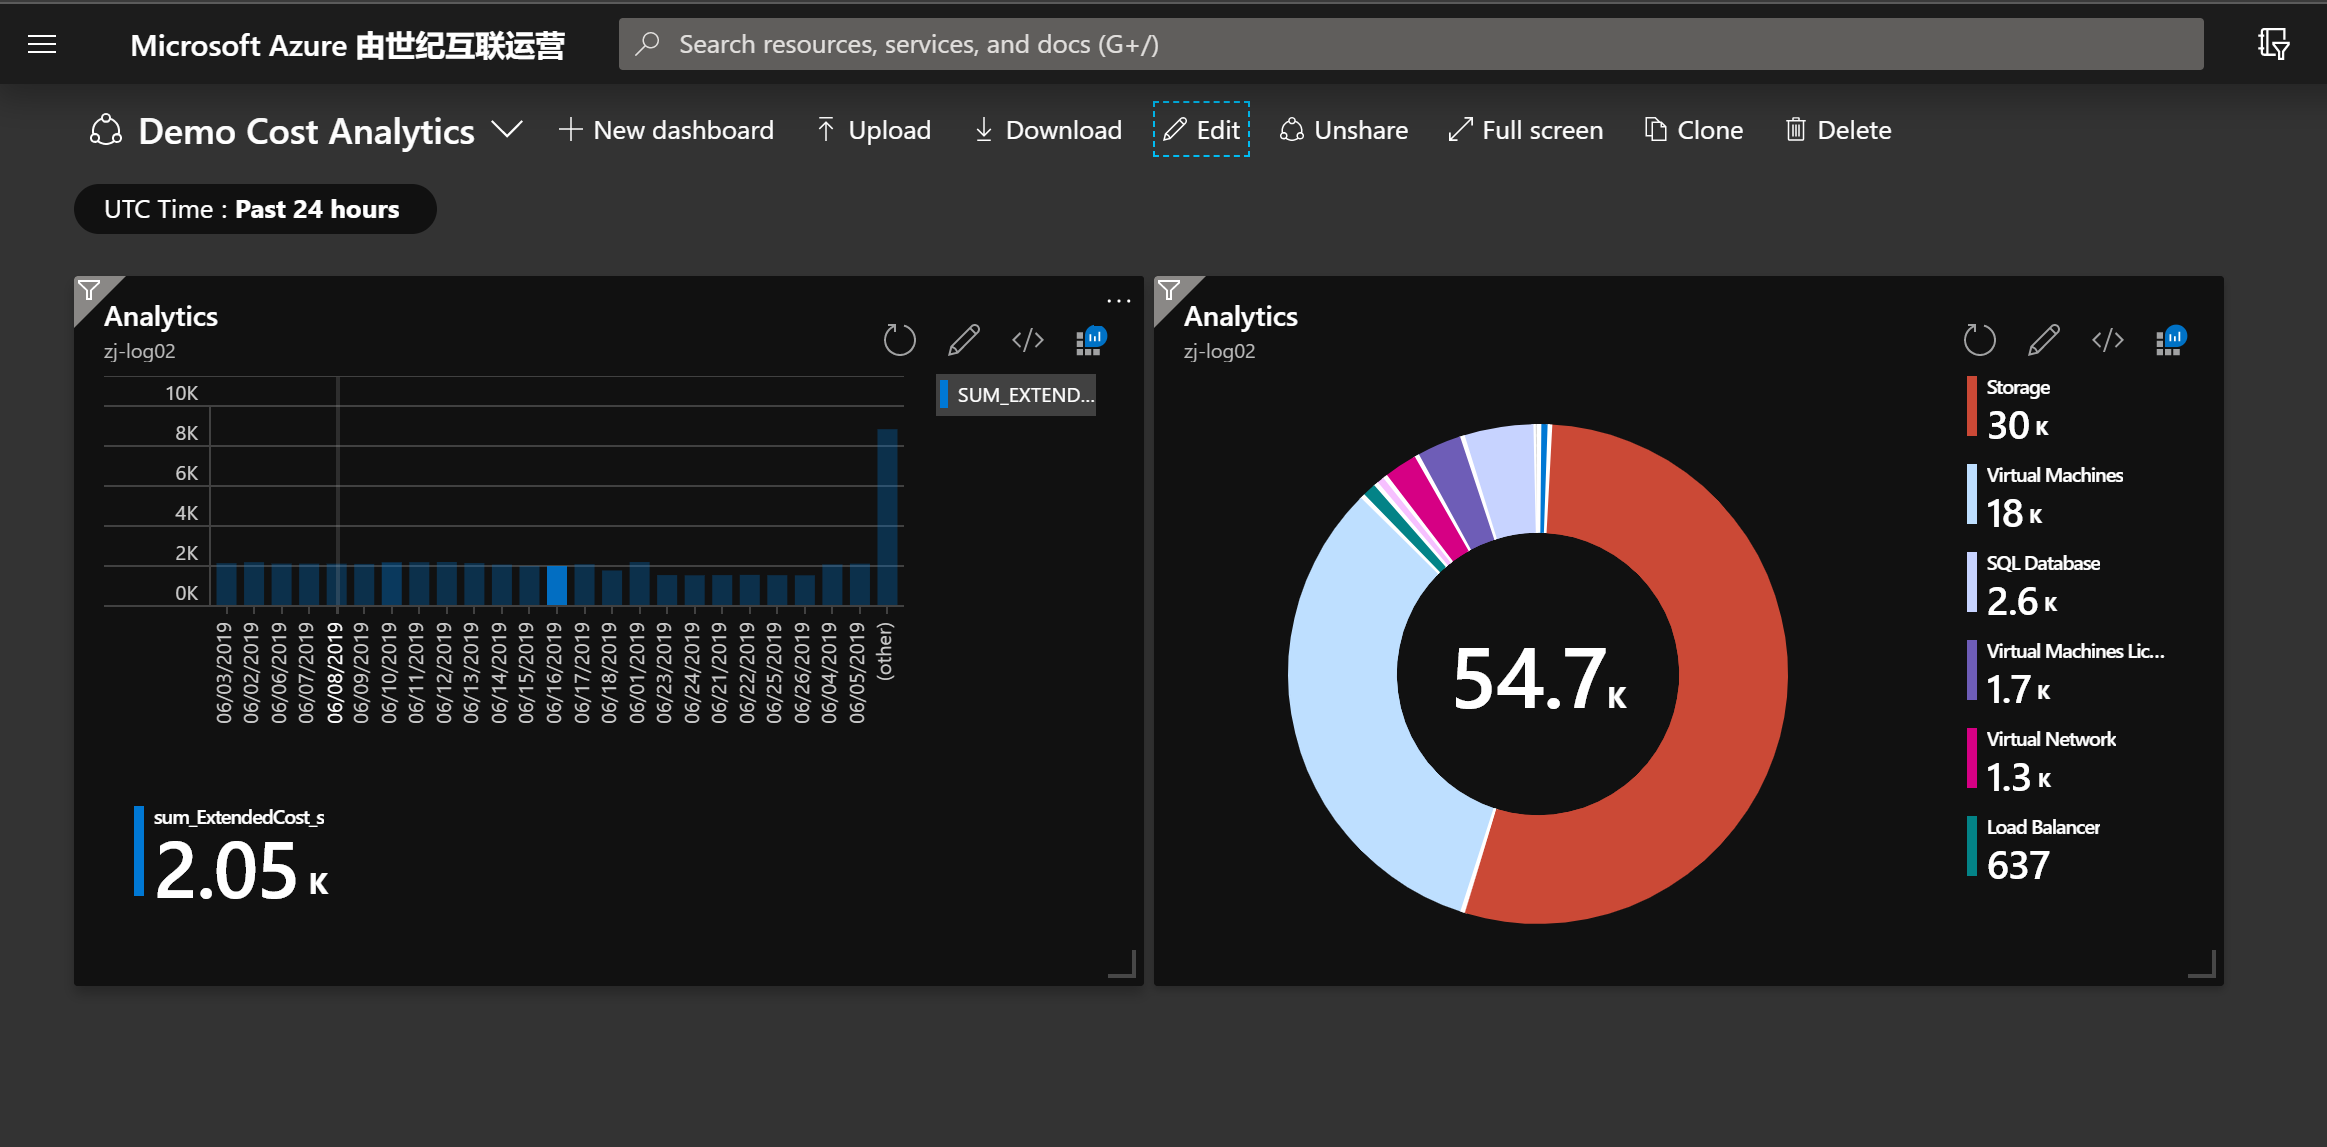 Microsoft Azure 由世纪互联运营
Search resources, services, and docs (G+/)
Demo Cost Analytics
New dashboard
Upload
Download
Edit
Unshare
Full screen
Clone
Delete
UTC Time : Past 24 hours
Analytics
zj-log02
10K
8K
6K
4K
2K
0K
06/03/2019
06/02/2019
06/06/2019
06/07/2019
06/08/2019
06/09/2019
06/10/2019
06/11/2019
06/12/2019
06/13/2019
06/14/2019
06/15/2019
06/16/2019
06/17/2019
06/18/2019
06/01/2019
06/23/2019
06/24/2019
06/21/2019
06/22/2019
06/25/2019
06/26/2019
06/04/2019
06/05/2019
(other)
SUM_EXTEND...
sum_ExtendedCost_s
2.05 K
Analytics
zj-log02
54.7 K
Storage
30 K
Virtual Machines
18 K
SQL Database
2.6 K
Virtual Machines Lic...
1.7 K
Virtual Network
1.3 K
Load Balancer
637